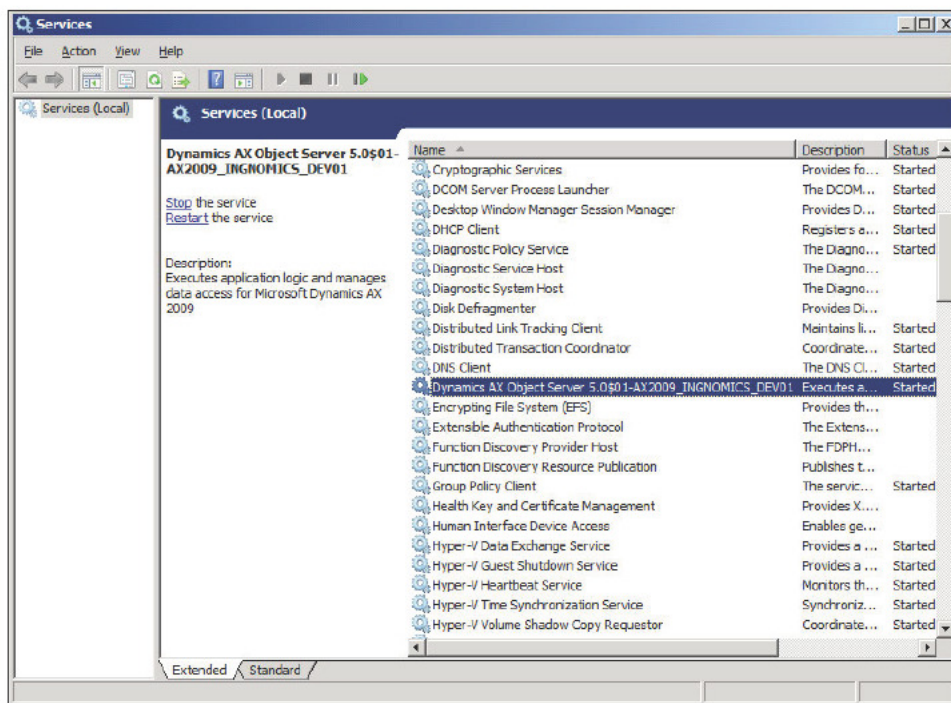 Services
File Action View Help
Services (Local)
Services (Local)
Dynamics AX Object Server 5.0$01-
AX2009_INGNOMICS_DEV01
Stop the service
Restart the service
Description:
Executes application logic and manages
data access for Microsoft Dynamics AX
2009
Name Description Status
Cryptographic Services Provides fo... Started
DCOM Server Process Launcher The DCOM... Started
Desktop Window Manager Session Manager Provides D... Started
DHCP Client Registers a... Started
Diagnostic Policy Service The Diagno... Started
Diagnostic Service Host The Diagno...
Diagnostic System Host The Diagno...
Disk Defragmenter Provides Di...
Distributed Link Tracking Client Maintains li... Started
Distributed Transaction Coordinator Coordinate... Started
DNS Client The DNS Cl... Started
Dynamics AX Object Server 5.0$01-AX2009_INGNOMICS_DEV01 Executes a... Started
Encrypting File System (EFS) Provides th...
Extensible Authentication Protocol The Extens...
Function Discovery Provider Host The FDPH...
Function Discovery Resource Publication Publishes t...
Group Policy Client The servic... Started
Health Key and Certificate Management Provides X....
Human Interface Device Access Enables ge...
Hyper-V Data Exchange Service Provides a ... Started
Hyper-V Guest Shutdown Service Provides a ... Started
Hyper-V Heartbeat Service Monitors th... Started
Hyper-V Time Synchronization Service Synchroniz... Started
Hyper-V Volume Shadow Copy Requestor Coordinate... Started
Extended Standard